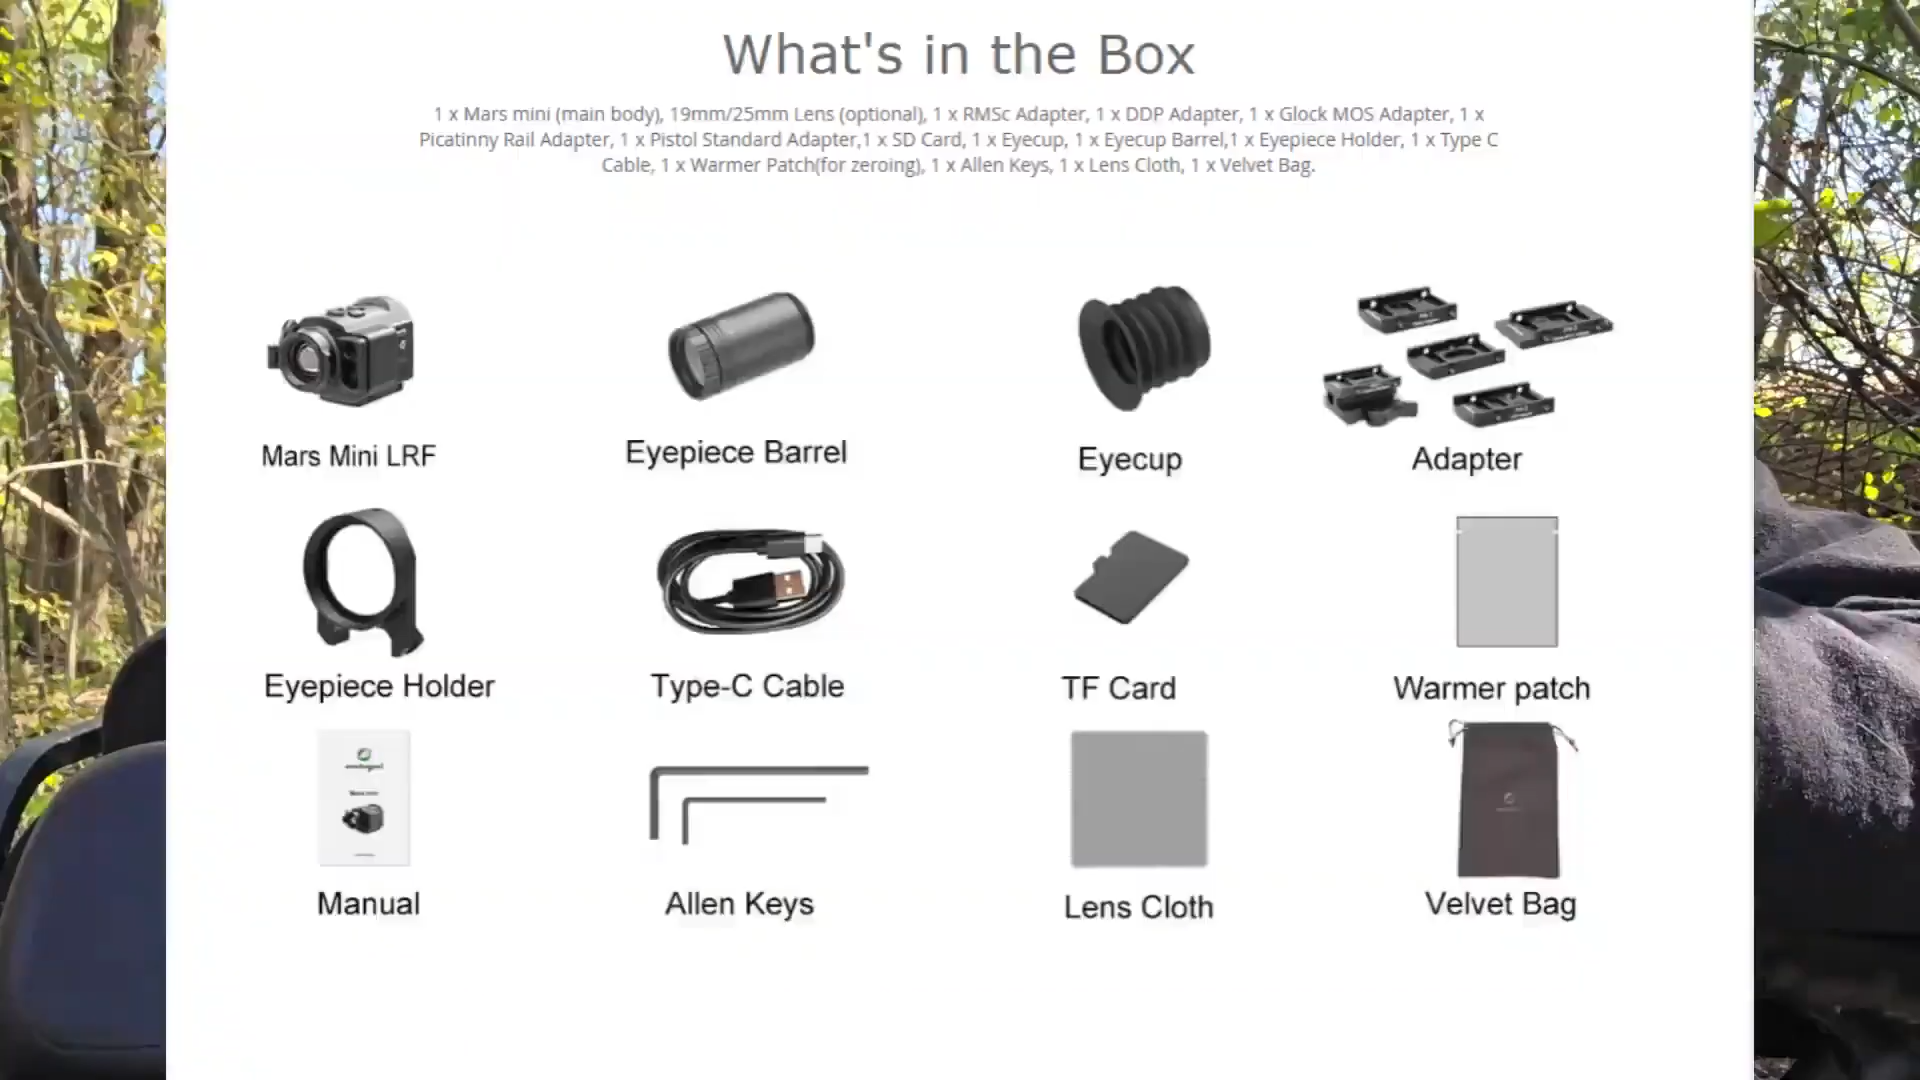 What's in the Box
1 x Mars mini (main body), 19mm/25mm Lens (optional), 1 x RMSc Adapter, 1 x DDP Adapter, 1 x Glock MOS Adapter, 1 x
Picatinny Rail Adapter, 1 x Pistol Standard Adapter,1 x SD Card, 1 x Eyecup, 1 x Eyecup Barrel,1 x Eyepiece Holder, 1 x Type C
Cable, 1 x Warmer Patch(for zeroing), 1 x Allen Keys, 1 x Lens Cloth, 1 x Velvet Bag.
Mars Mini LRF
Eyepiece Barrel
Eyecup
Adapter
Eyepiece Holder
Type-C Cable
TF Card
Warmer patch
Manual
Allen Keys
Lens Cloth
Velvet Bag